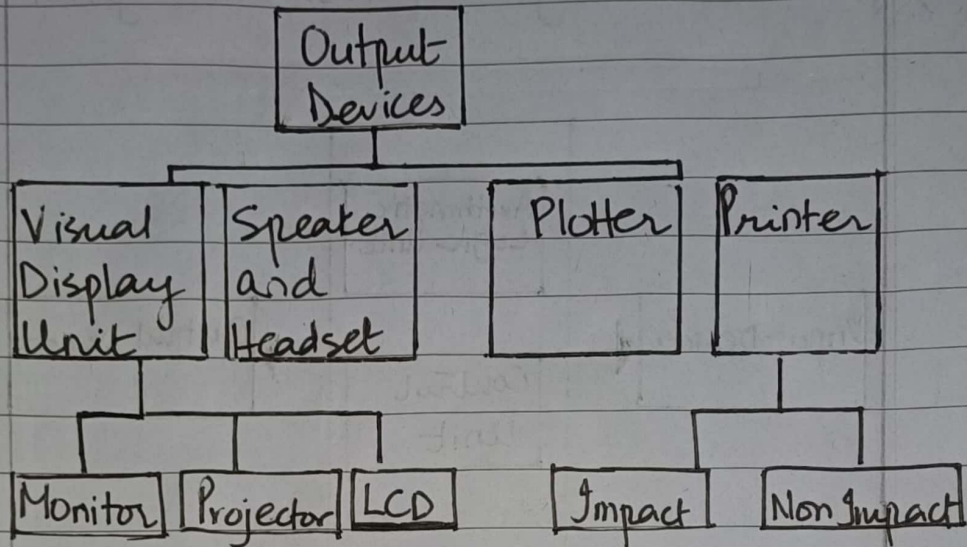 Output
Devices
Visual
Display
Unit
Speaker
and
Headset
Plotter
Printer
Monitor
Projector
LCD
Impact
Non Impact